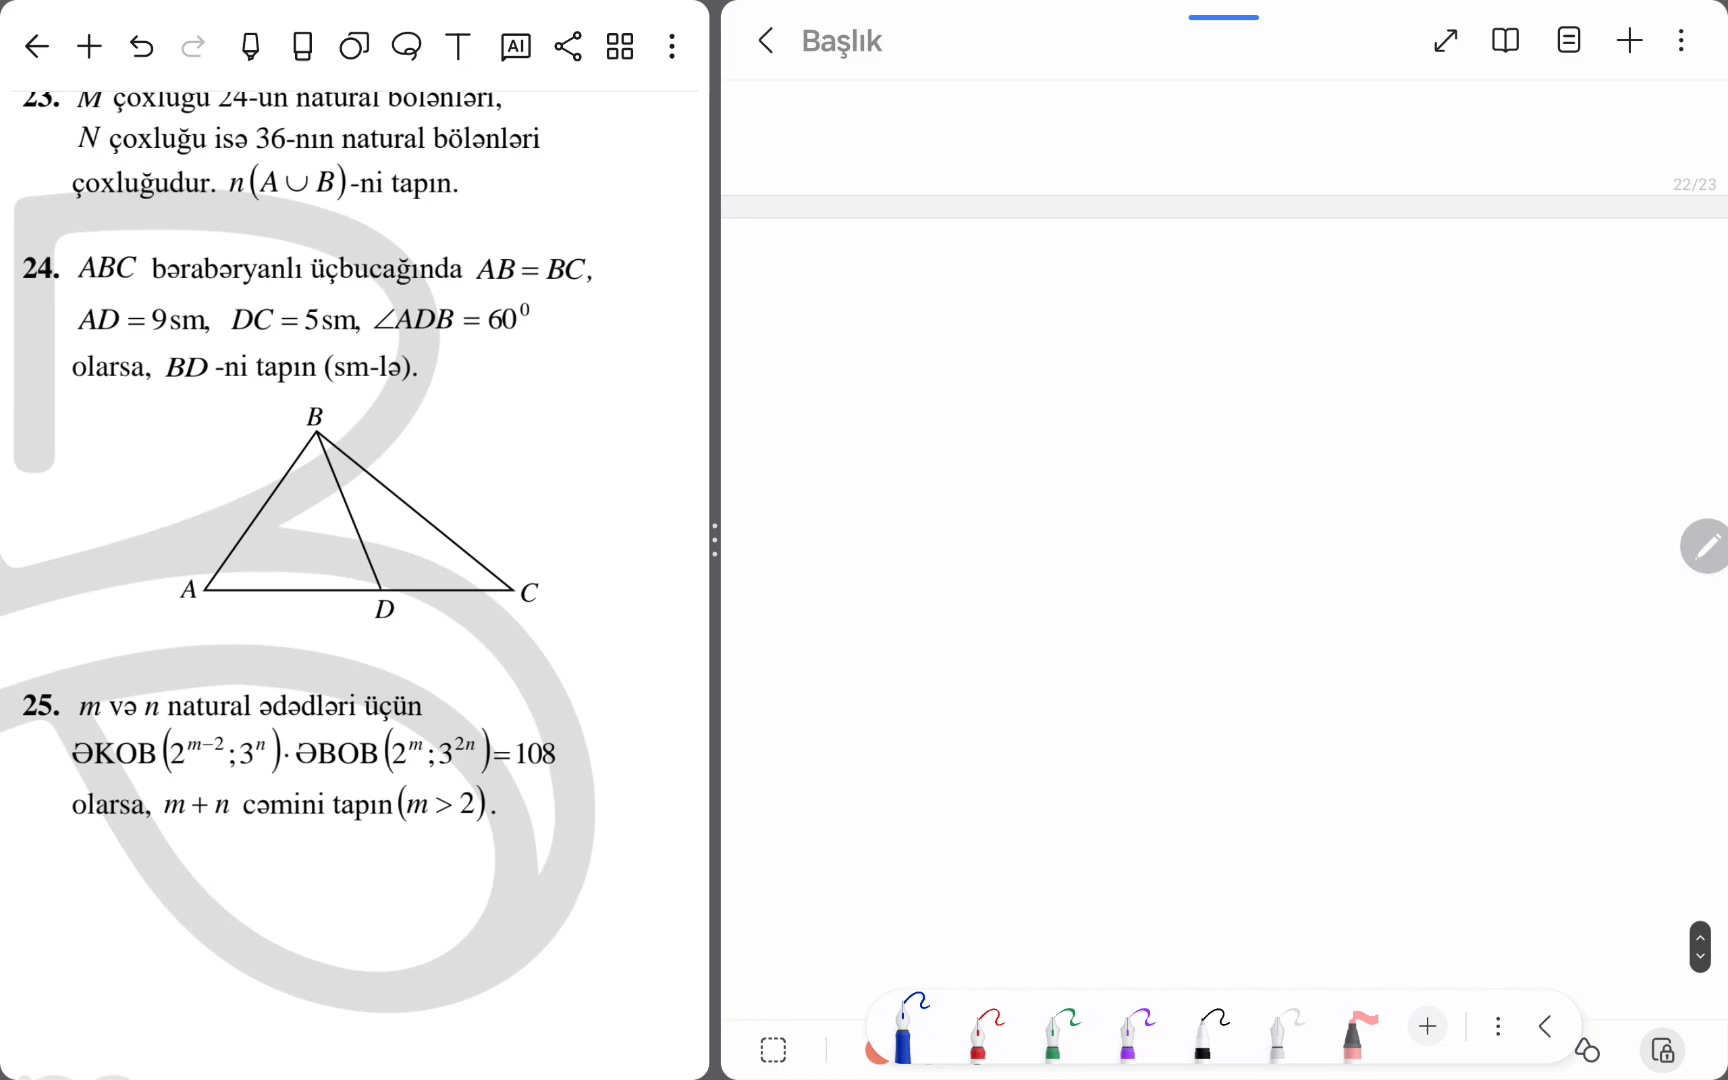 23. M çoxluğu 24-ün natural bölənləri,
N çoxluğu isə 36-nın natural bölənləri
çoxluğudur. n(A ∪ B)-ni tapın.
24. ABC bərabəryanlı üçbucağında AB = BC,
AD = 9sm, DC = 5sm, ∠ADB = 60⁰
olarsa, BD -ni tapın (sm-lə).
B
A
C
D
25. m və n natural ədədləri üçün
ƏKOB(2^{m-2};3^n)·ƏBOB(2^m;3^{2n})=108
olarsa, m + n cəmini tapın(m > 2).
T
AI
Başlık
22/23